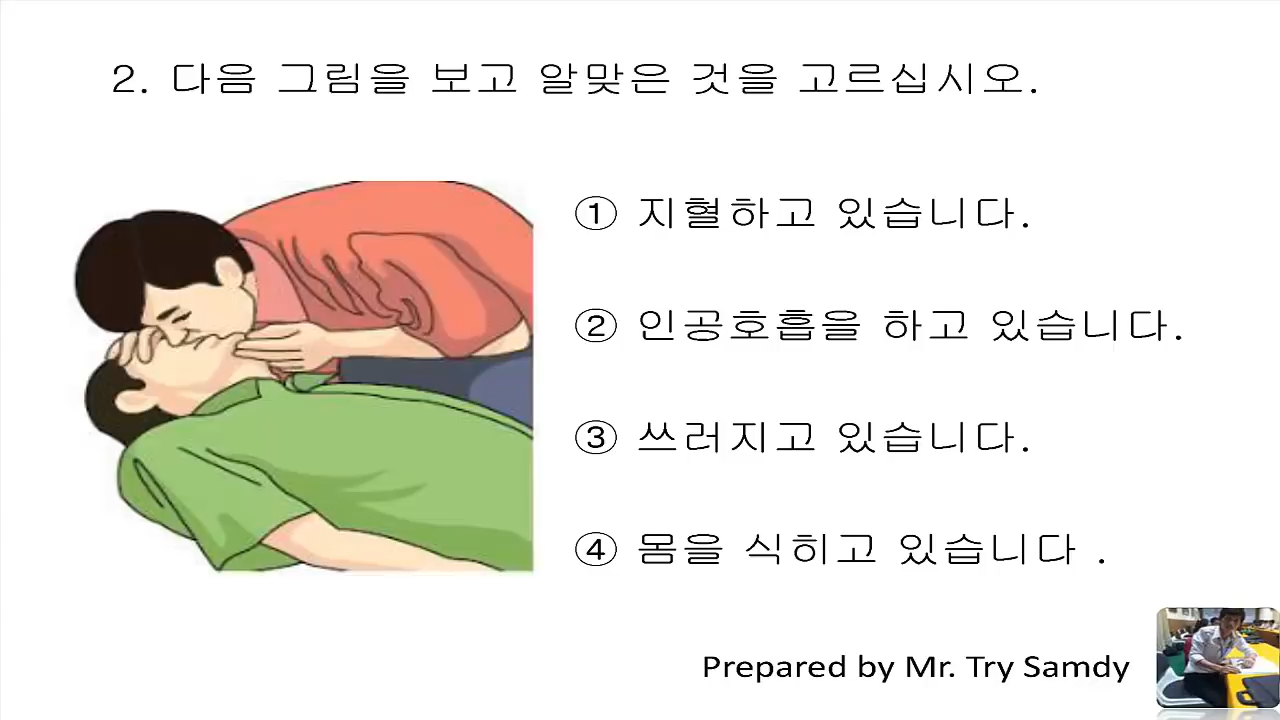 2. 다음 그림을 보고 알맞은 것을 고르십시오.
① 지혈하고 있습니다.
② 인공호흡을 하고 있습니다.
③ 쓰러지고 있습니다.
④ 몸을 식히고 있습니다 .
Prepared by Mr. Try Samdy